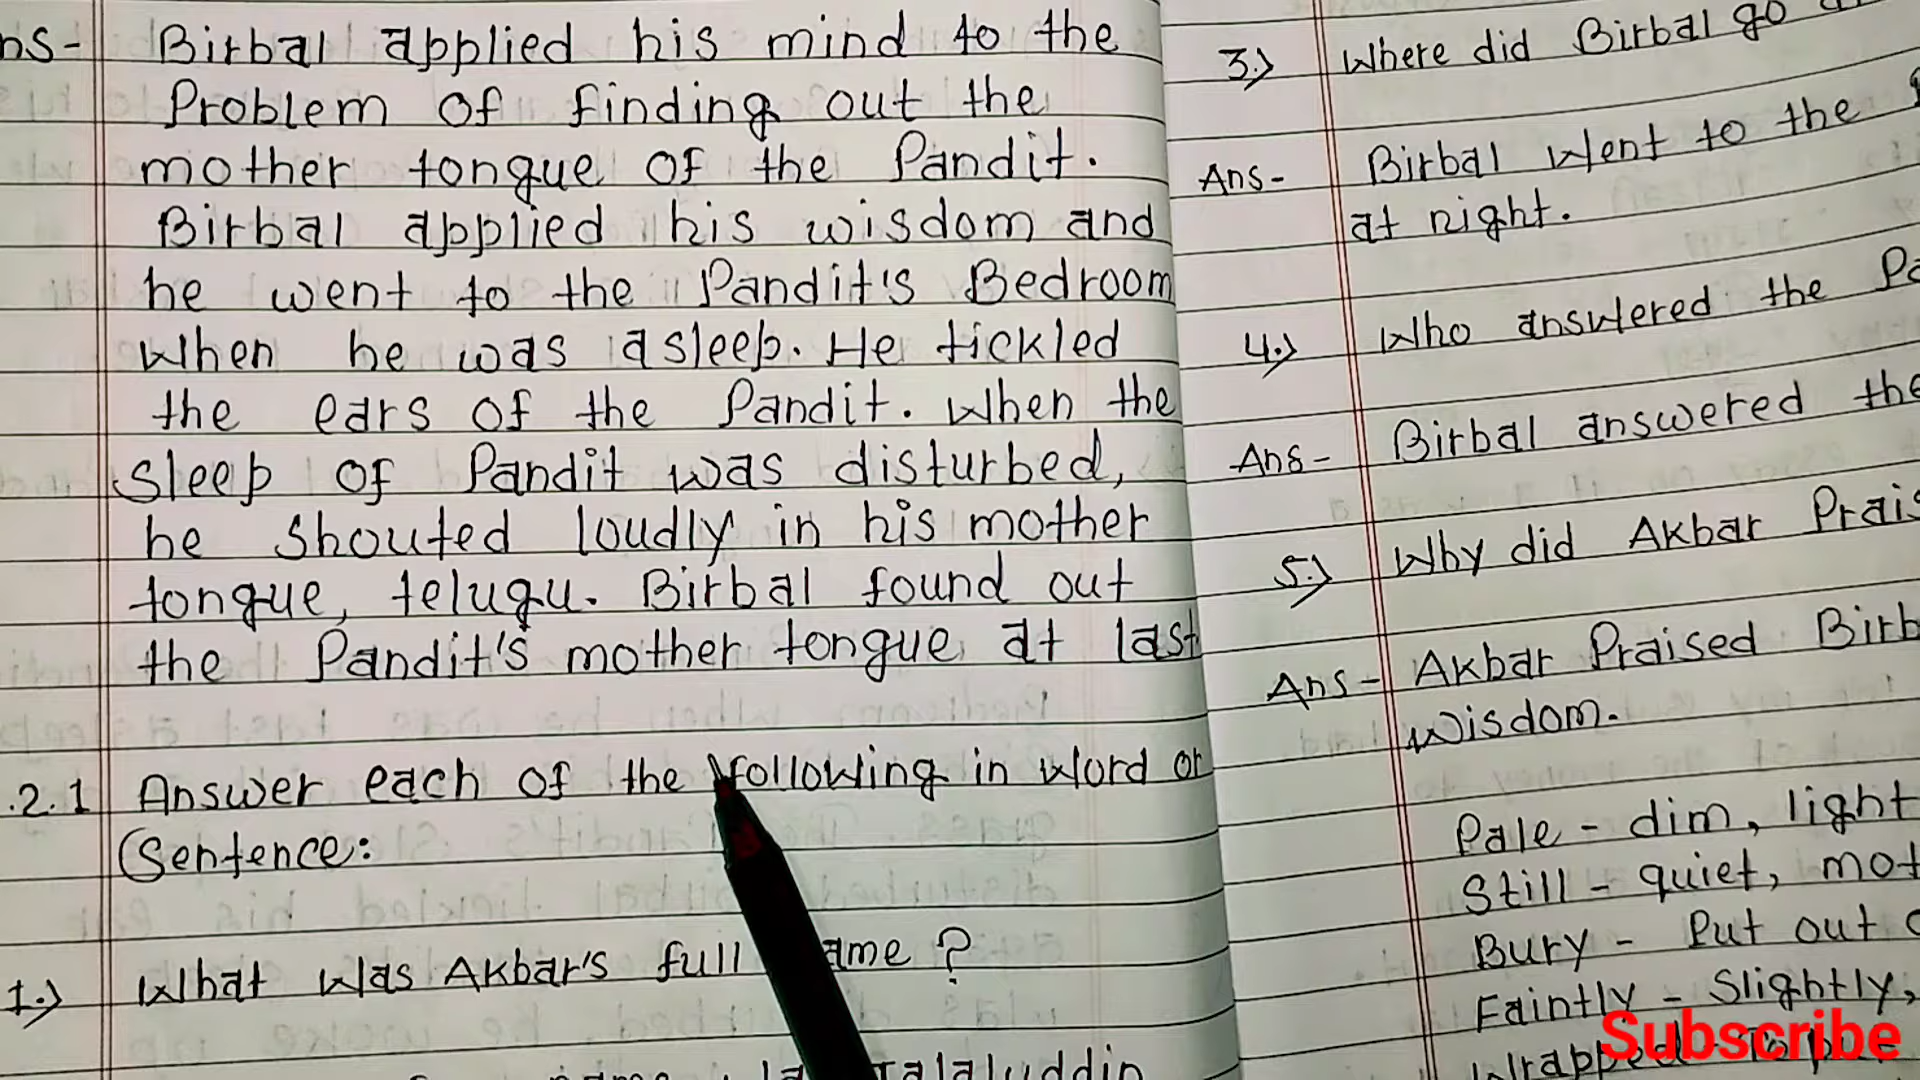 ns- Birbal applied his mind to the
Problem of finding out the
mother tongue of the Pandit.
Birbal applied his wisdom and
he went to the Pandit's Bedroom
when he was asleep. He tickled
the ears of the Pandit. When the
sleep of Pandit was disturbed,
he shouted loudly in his mother
tongue, telugu. Birbal found out
the Pandit's mother tongue at last
.2.1 Answer each of the following in word or
Sentence:
1.) What was Akbar's full ame ?
3.) Where did Birbal go
Ans- Birbal went to the
at night.
4.) Who answered the
Ans- Birbal answered the
5.) Why did Akbar Prais
Ans- Akbar Praised Birb
wisdom.
Pale - dim, light
Still - quiet, mot
Bury - Put out
Faintly - Slightly,
Wrapped -
Subscribe